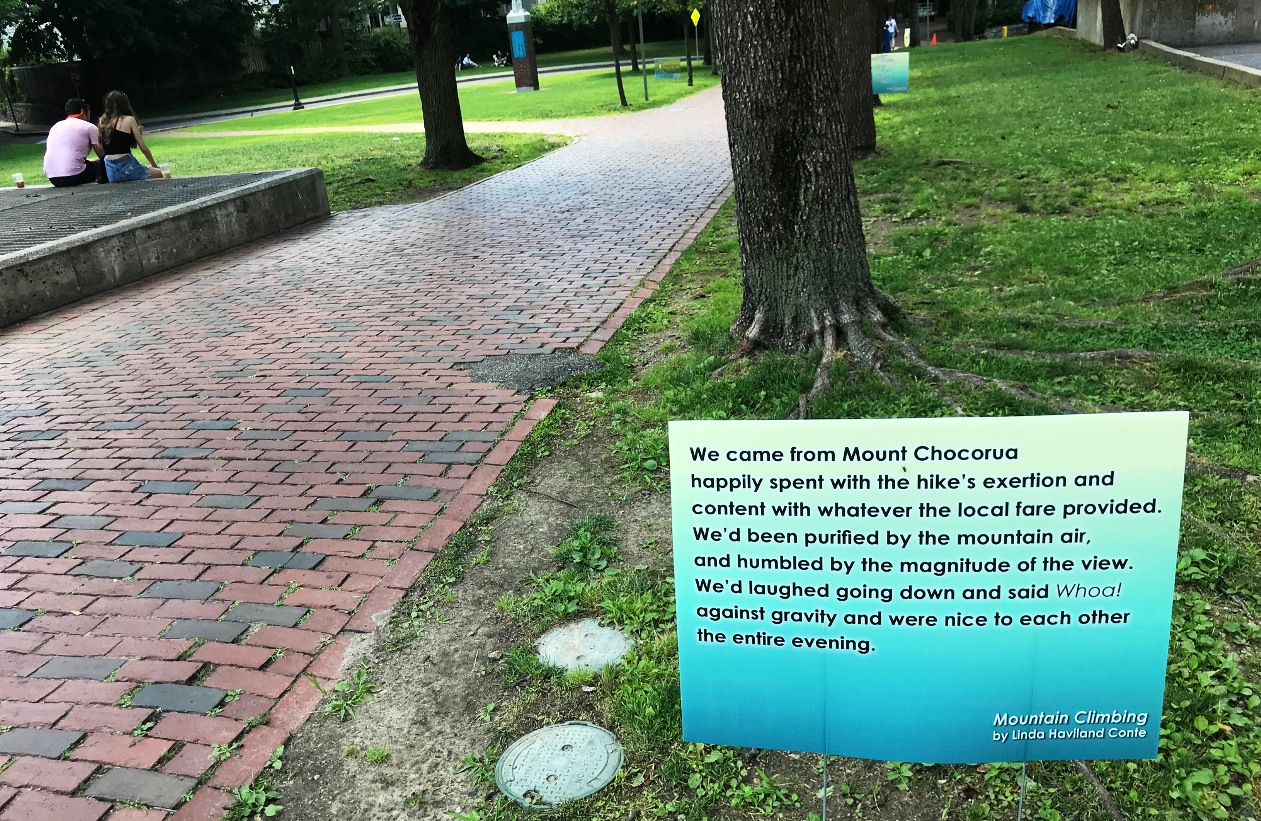 We came from Mount Chocorua
happily spent with the hike's exertion and
content with whatever the local fare provided.
We'd been purified by the mountain air,
and humbled by the magnitude of the view.
We'd laughed going down and said Whoa!
against gravity and were nice to each other
the entire evening.
Mountain Climbing
by Linda Haviland Conte